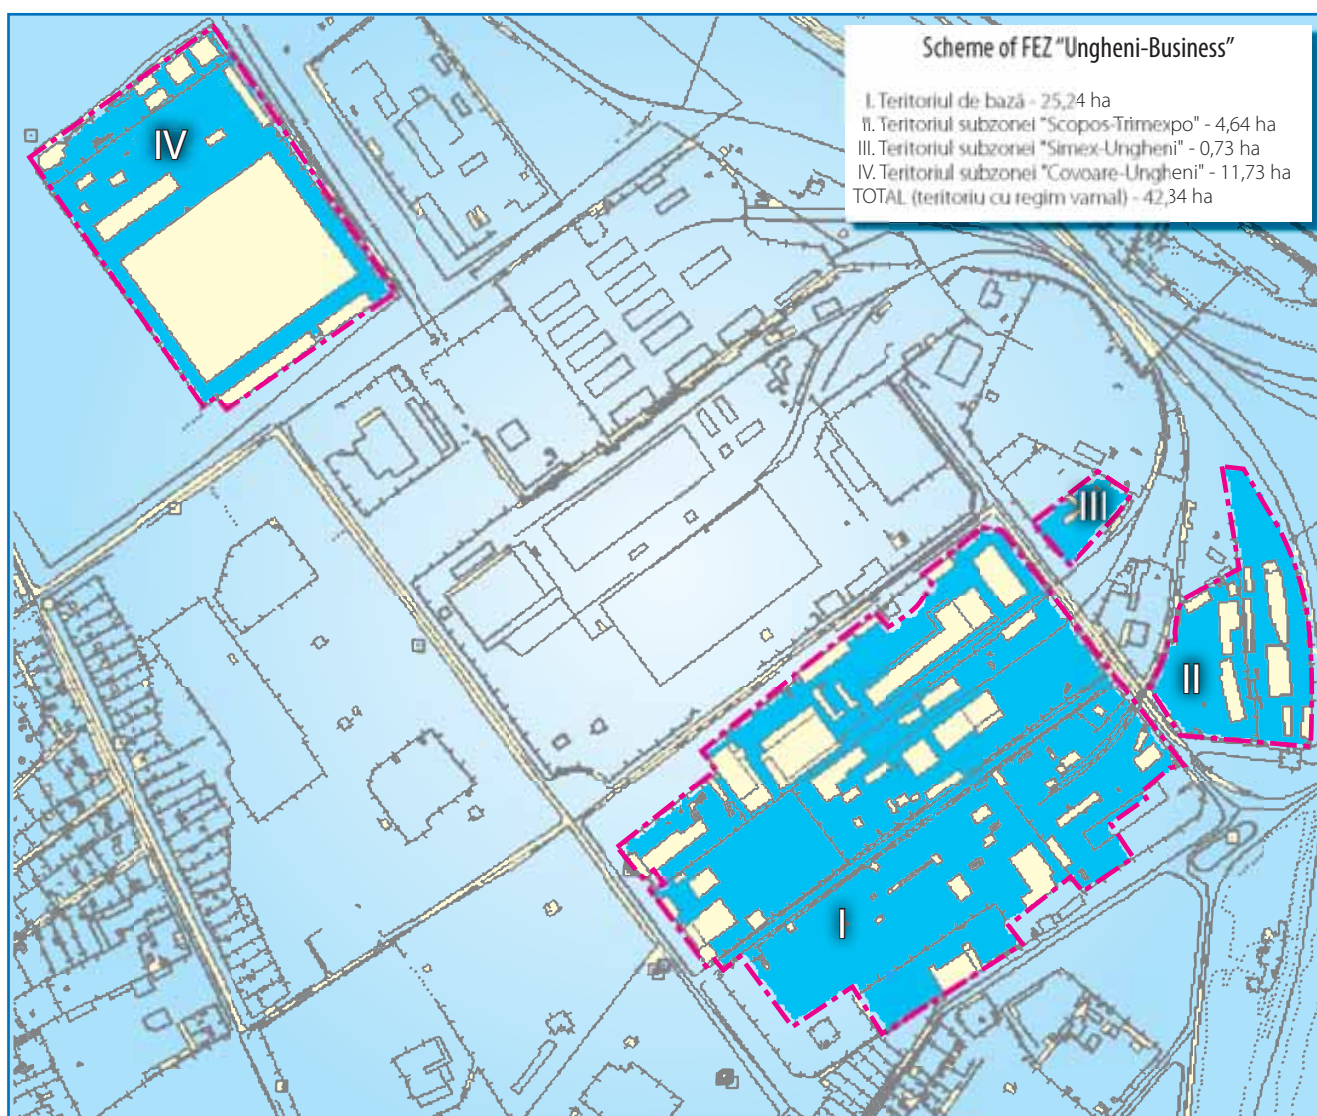 Scheme of FEZ “Ungheni-Business”
I. Teritoriul de bază - 25,24 ha
II. Teritoriul subzonei "Scopos-Trimexpo" - 4,64 ha
III. Teritoriul subzonei "Simex-Ungheni" - 0,73 ha
IV. Teritoriul subzonei "Covoare-Ungheni" - 11,73 ha
TOTAL (teritoriu cu regim vamal) - 42,34 ha
IV
III
II
I